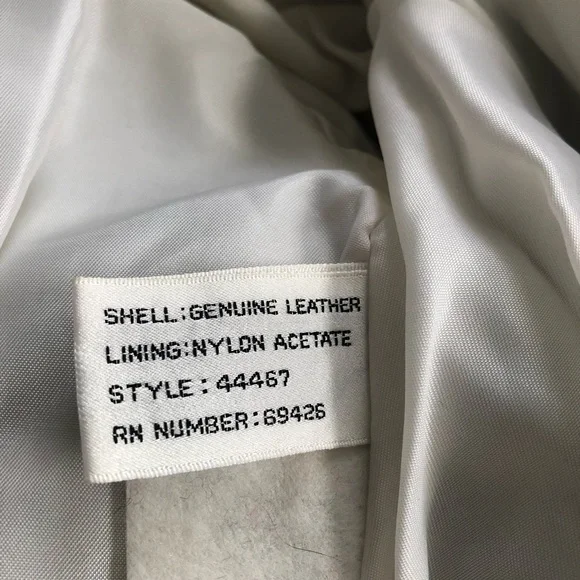 SHELL:GENUINE LEATHER
LINING:NYLON ACETATE
STYLE: 44467
RN NUMBER:69426